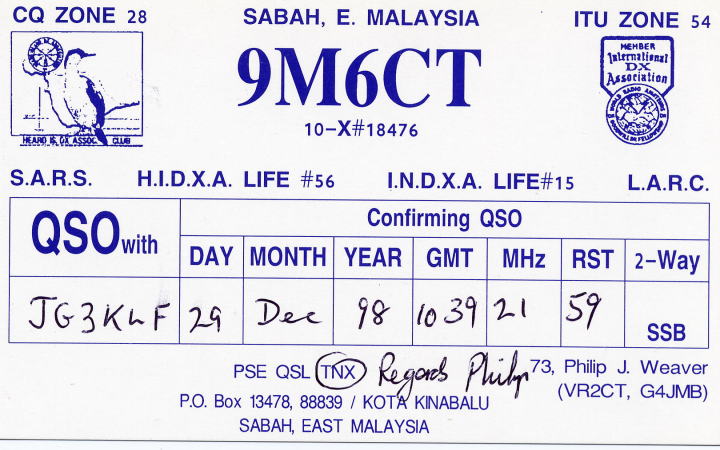 CQ ZONE 28 SABAH, E. MALAYSIA ITU ZONE 54
9M6CT
10-X#18476
HEARD IS. DX ASSOC. CLUB
MEMBER
International
DX
Association
S.A.R.S. H.I.D.X.A. LIFE #56 I.N.D.X.A. LIFE#15 L.A.R.C.
QSO with Confirming QSO
DAY MONTH YEAR GMT MHz RST 2-Way
JG3KLF 29 Dec 98 1039 21 59 SSB
PSE QSL TNX Regards Philip 73, Philip J. Weaver
(VR2CT, G4JMB)
P.O. Box 13478, 88839 / KOTA KINABALU
SABAH, EAST MALAYSIA